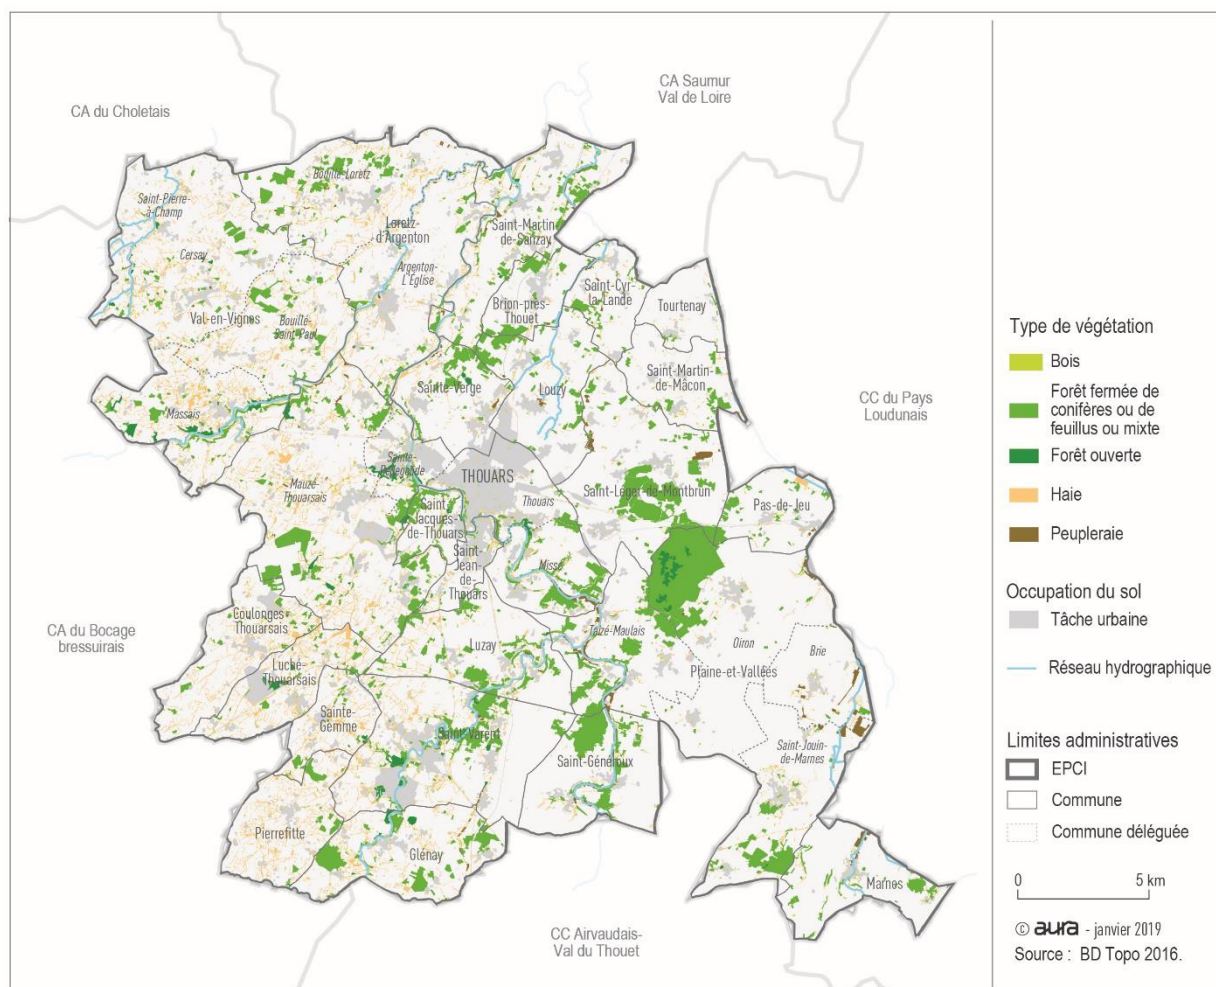 CA du Choletais
CA Saumur
Val de Loire
Bouillé-Loretz
Saint-Pierre-
à-Champ
Loretz-
d'Argenton
Saint-Martin-
de-Sanzay
Cersay
Argenton-
L'Église
Saint-Cyr-
la-Lande
Brion-près-
Thouet
Tourtenay
Val-en-Vignes
Bouillé-
Saint-Paul
Saint-Martin-
de-Mâcon
Sainte-Verge
Louzy
CC du Pays
Loudunais
Massais
Sainte-
Radegonde
THOUARS
Mauzé-
Thouarsais
Saint-Léger-de-Montbrun
Thouars
Pas-de-Jeu
Saint-
Jacques-
de-Thouars
Saint-
Jean-
de-
Thouars
Missé
Coulonges-
Thouarsais
CA du Bocage
bressuirais
Taizé-Maulais
Luzay
Oiron
Brie
Luché-
Thouarsais
Plaine-et-Vallées
Sainte-
Gemme
Saint-Varent
Saint-Jouin-
de-Marnes
Saint-Généroux
Pierrefitte
Glénay
Marnes
CC Airvaudais-
Val du Thouet
Type de végétation
Bois
Forêt fermée de
conifères ou de
feuillus ou mixte
Forêt ouverte
Haie
Peupleraie
Occupation du sol
Tâche urbaine
Réseau hydrographique
Limites administratives
EPCI
Commune
Commune déléguée
0 5 km
© aura - janvier 2019
Source : BD Topo 2016.